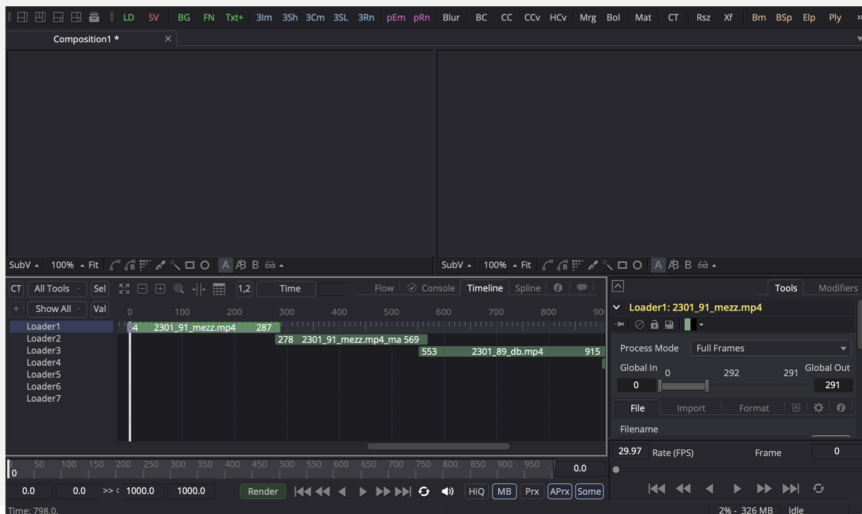 LD SV BG FN Txt+ 3Im 3Sh 3Cm 3SL 3Rn pEm pRn Blur BC CC CCv HCv Mrg Bol Mat CT Rsz Xf Bm BSp Elp Ply
Composition1 *
SubV 100% Fit A A/B B
SubV 100% Fit A A/B B
CT All Tools Sel 1,2 Time Flow Console Timeline Spline
+ Show All Val 0 100 200 300 400 500 600 700 800 90
Loader1 4 2301_91_mezz.mp4 287
Loader2 278 2301_91_mezz.mp4_ma 569
Loader3 553 2301_89_db.mp4 915
Loader4
Loader5
Loader6
Loader7
Tools Modifiers
Loader1: 2301_91_mezz.mp4
Process Mode Full Frames
Global In 0 292 291 Global Out
0 291
File Import Format
Filename
29.97 Rate (FPS) Frame 0
0 50 100 150 200 250 300 350 400 450 500 550 600 650 700 750 800 850 900 950 0.0
0.0 0.0 >> < 1000.0 1000.0 Render HiQ MB Prx APrx Some
Time: 798.0, 2% - 326 MB Idle